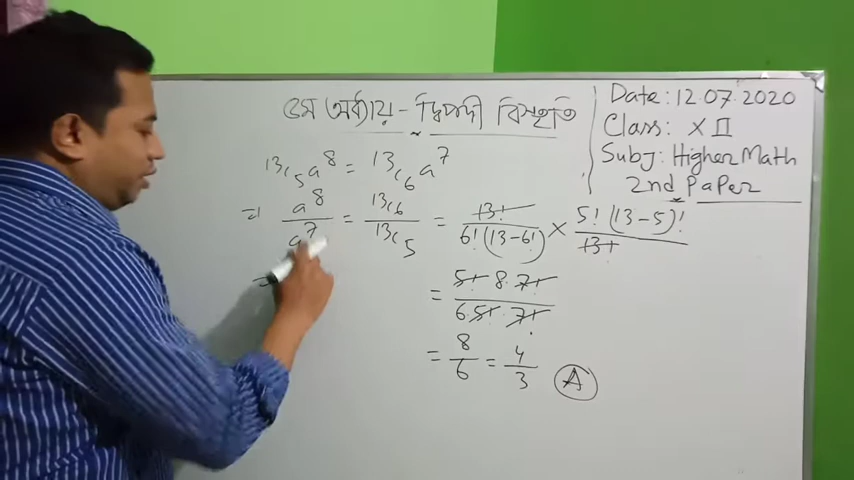 ৫ম অধ্যায় - দ্বিপদী বিস্তৃতি
Date: 12.07.2020
Class: XII
Subj: Higher Math
2nd Paper
¹³C₅ a⁸ = ¹³C₆ a⁷
⇒ a⁸/a⁷ = ¹³C₆/¹³C₅ = 13!/6!(13-6!) × 5!(13-5)!/13!
= 5! 8. 7!/6 5! 7!
= 8/6 = 4/3 (A)